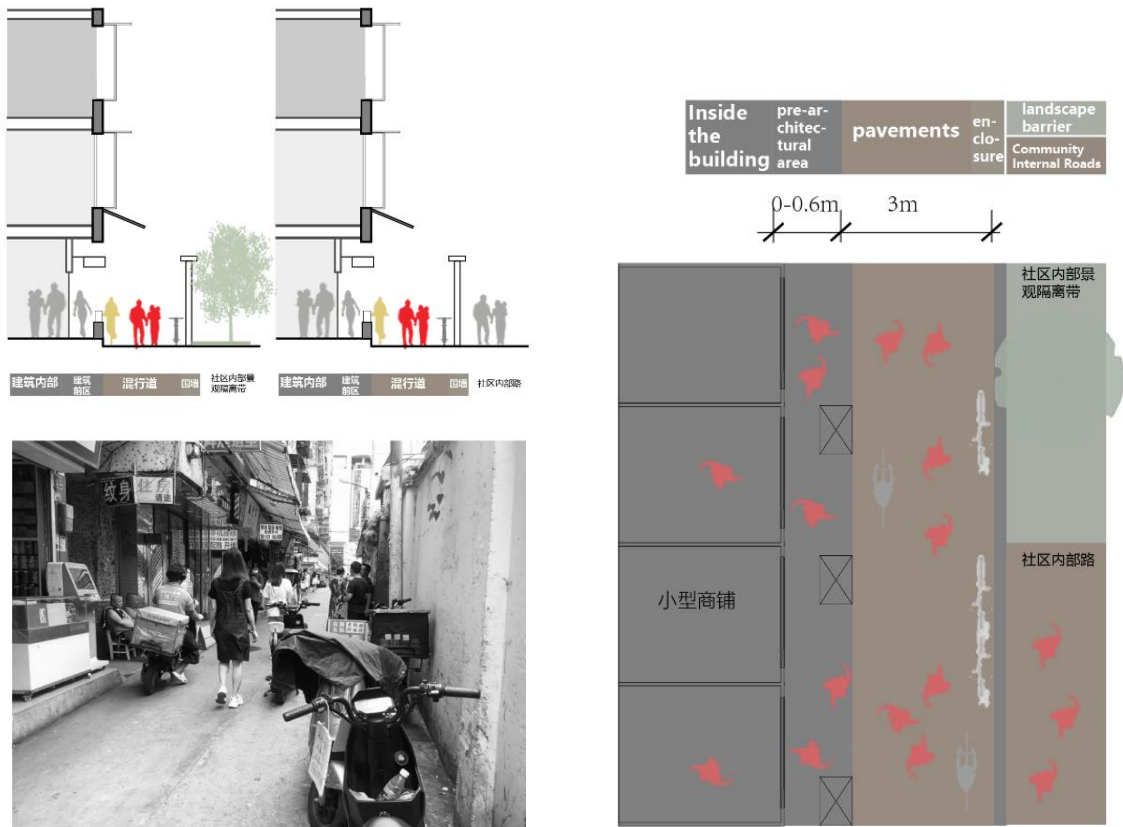 建筑内部
建筑
前区
混行道
围墙
社区内部景
观隔离带
建筑内部
建筑
前区
混行道
围墙
社区内部路
纹身
住房
Inside
the
building
pre-ar-
chitec-
tural
area
pavements
en-
clo-
sure
landscape
barrier
Community
Internal Roads
0-0.6m
3m
社区内部景
观隔离带
社区内部路
小型商铺